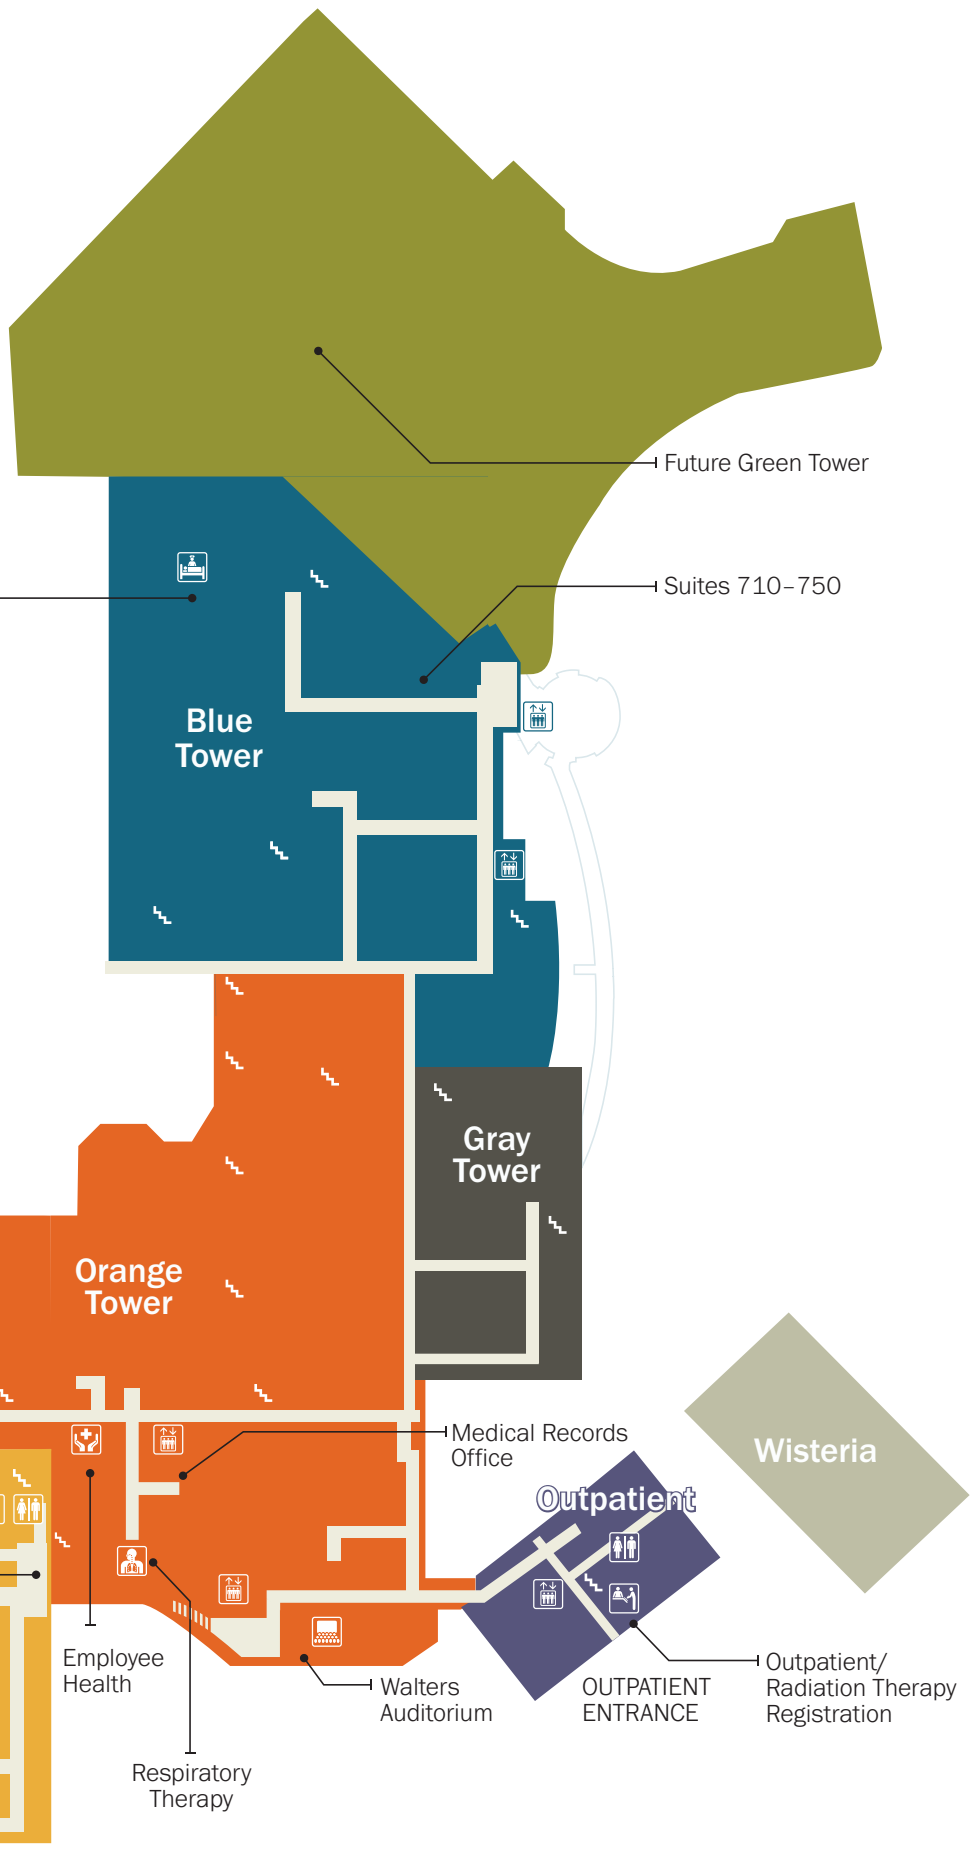 Future Green Tower
Suites 710–750
Blue
Tower
Gray
Tower
Orange
Tower
Medical Records
Office
Wisteria
Outpatient
Employee
Health
Walters
Auditorium
OUTPATIENT
ENTRANCE
Outpatient/
Radiation Therapy
Registration
Respiratory
Therapy